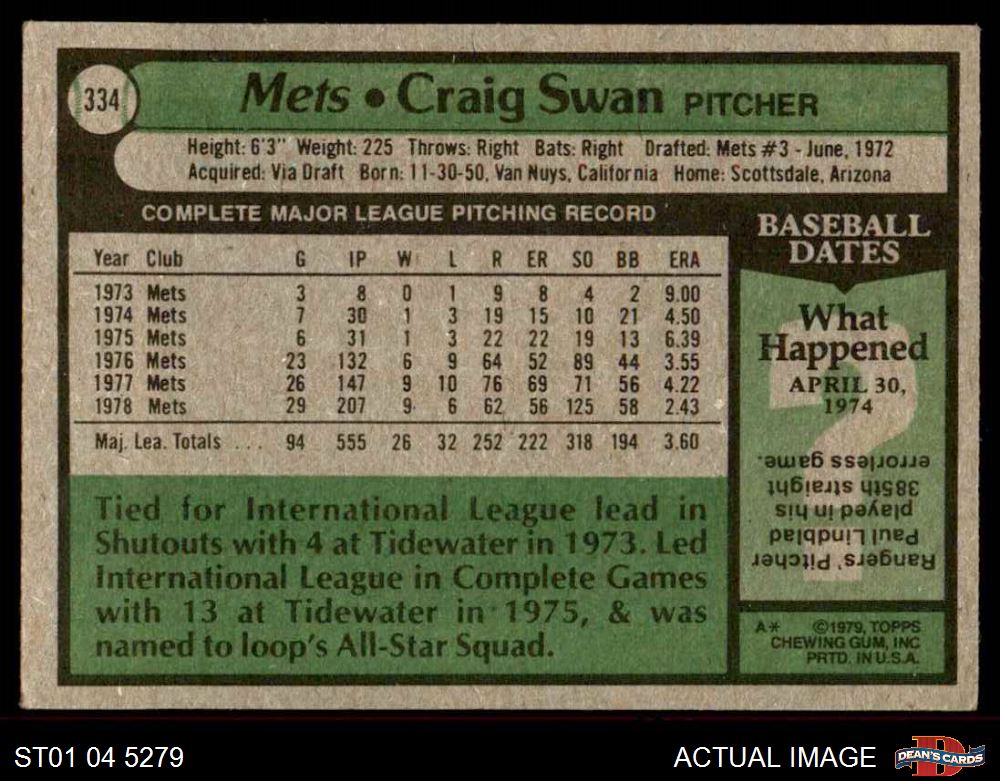 334
Mets • Craig Swan PITCHER
Height: 6'3" Weight: 225 Throws: Right Bats: Right Drafted: Mets #3 - June, 1972
Acquired: Via Draft Born: 11-30-50, Van Nuys, California Home: Scottsdale, Arizona
COMPLETE MAJOR LEAGUE PITCHING RECORD
Year Club G IP W L R ER SO BB ERA
1973 Mets 3 8 0 1 9 8 4 2 9.00
1974 Mets 7 30 1 3 19 15 10 21 4.50
1975 Mets 6 31 1 3 22 22 19 13 6.39
1976 Mets 23 132 6 9 64 52 89 44 3.55
1977 Mets 26 147 9 10 76 69 71 56 4.22
1978 Mets 29 207 9 6 62 56 125 58 2.43
Maj. Lea. Totals ... 94 555 26 32 252 222 318 194 3.60
Tied for International League lead in
Shutouts with 4 at Tidewater in 1973. Led
International League in Complete Games
with 13 at Tidewater in 1975, & was
named to loop's All-Star Squad.
BASEBALL
DATES
What
Happened
APRIL 30,
1974
?
Rangers' Pitcher
Paul Lindblad
played in his
385th straight
errorless game.
A* ©1979, TOPPS
CHEWING GUM, INC
PRTD. IN U.S.A.
ST01 04 5279
ACTUAL IMAGE
D
DEAN'S CARDS